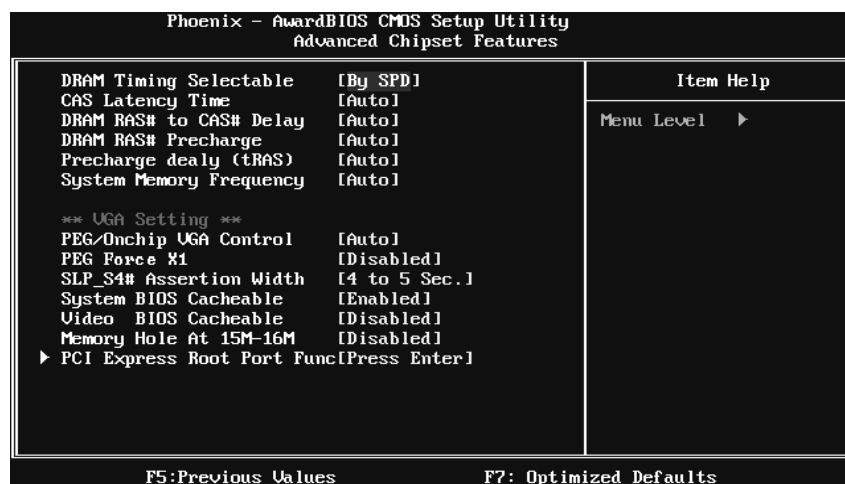 Phoenix - AwardBIOS CMOS Setup Utility
Advanced Chipset Features
DRAM Timing Selectable [By SPD]
CAS Latency Time [Auto]
DRAM RAS# to CAS# Delay [Auto]
DRAM RAS# Precharge [Auto]
Precharge dealy (tRAS) [Auto]
System Memory Frequency [Auto]
** VGA Setting **
PEG/Onchip VGA Control [Auto]
PEG Force X1 [Disabled]
SLP_S4# Assertion Width [4 to 5 Sec.]
System BIOS Cacheable [Enabled]
Video BIOS Cacheable [Disabled]
Memory Hole At 15M-16M [Disabled]
PCI Express Root Port Func[Press Enter]
Item Help
Menu Level
F5:Previous Values F7: Optimized Defaults